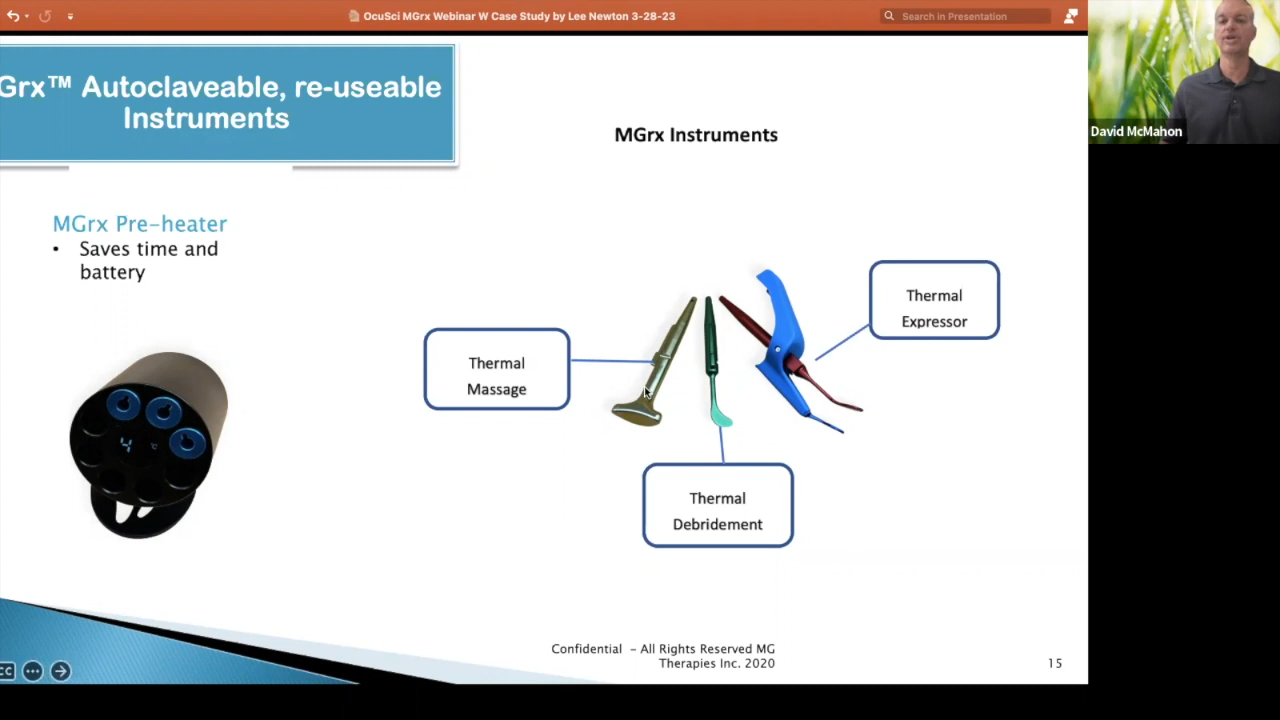 OcuSci MGrx Webinar W Case Study by Lee Newton 3-28-23
Search in Presentation
Grx™ Autoclaveable, re-useable
Instruments
MGrx Instruments
David McMahon
MGrx Pre-heater
• Saves time and
battery
Thermal
Expressor
Thermal
Massage
4 °C
Thermal
Debridement
Confidential – All Rights Reserved MG
Therapies Inc. 2020
15
CC